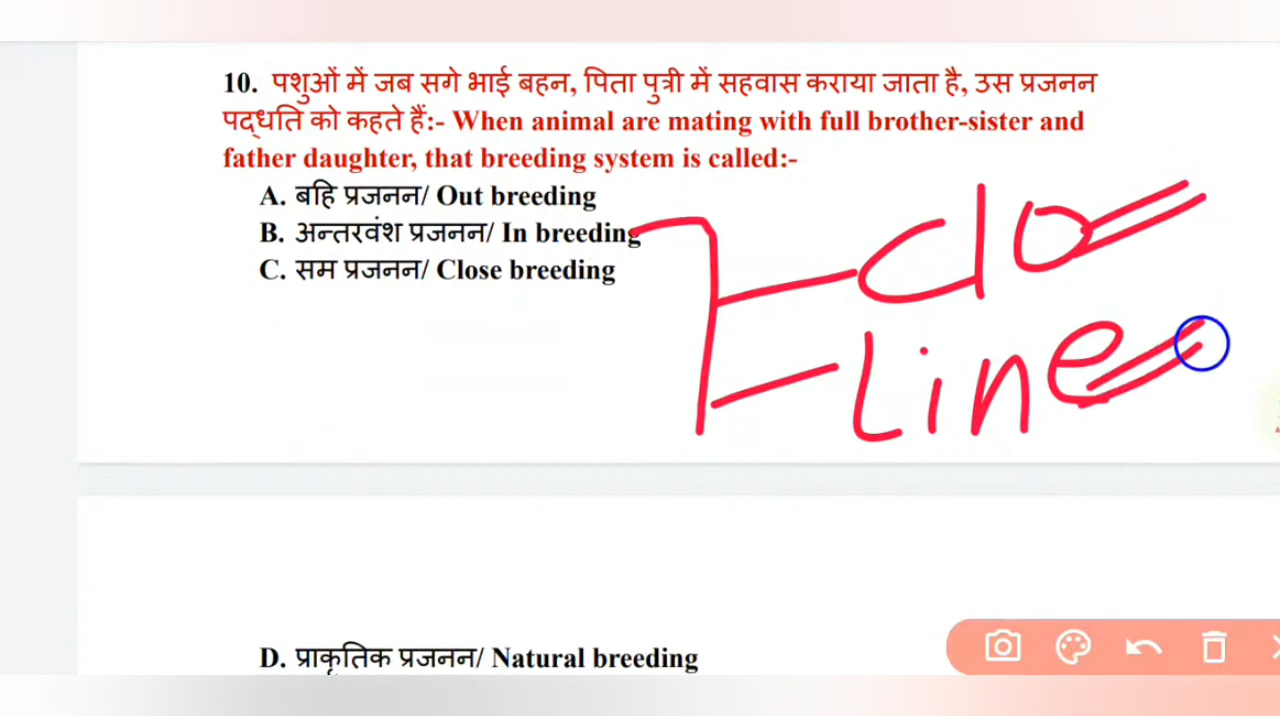 10. पशुओं में जब सगे भाई बहन, पिता पुत्री में सहवास कराया जाता है, उस प्रजनन
पद्धति को कहते हैं:- When animal are mating with full brother-sister and
father daughter, that breeding system is called:-
A. बहि प्रजनन/ Out breeding
B. अन्तरवंश प्रजनन/ In breeding
C. सम प्रजनन/ Close breeding
Clo
Line
D. प्राकृतिक प्रजनन/ Natural breeding